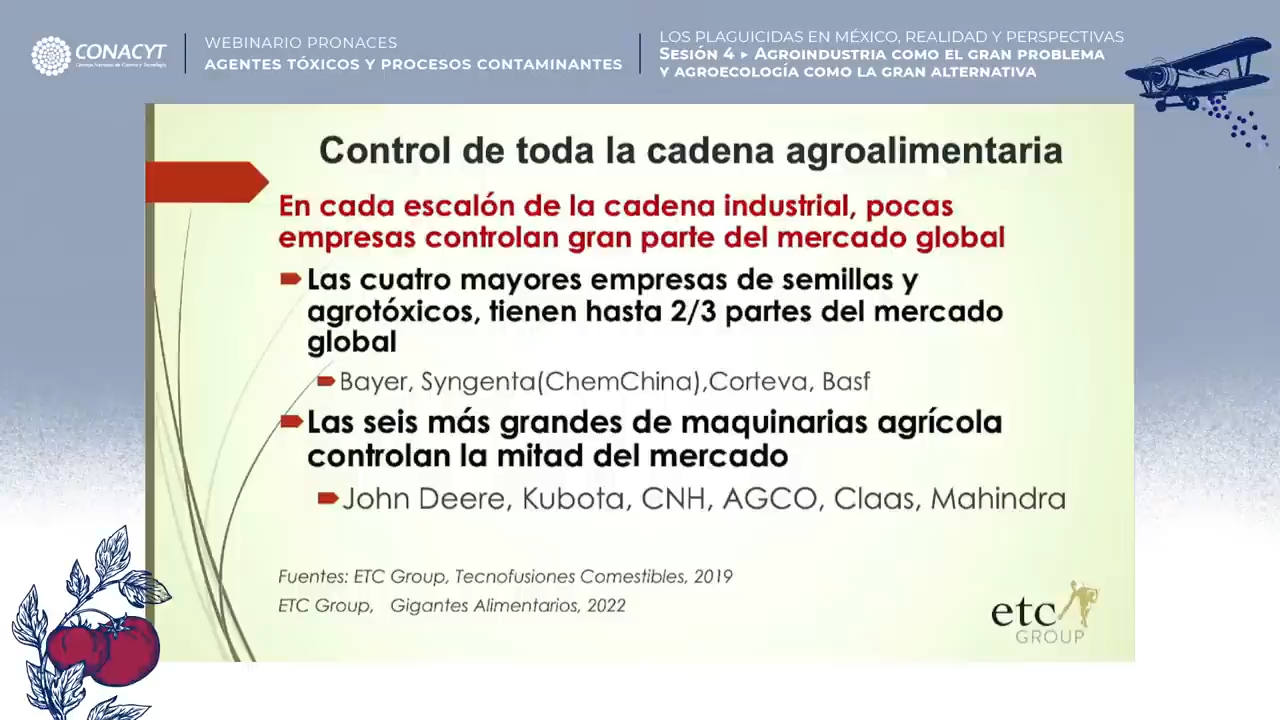 CONACYT
Consejo Nacional de Ciencia y Tecnología
WEBINARIO PRONACES
AGENTES TÓXICOS Y PROCESOS CONTAMINANTES
LOS PLAGUICIDAS EN MÉXICO, REALIDAD Y PERSPECTIVAS
SESIÓN 4 ▸ AGROINDUSTRIA COMO EL GRAN PROBLEMA
Y AGROECOLOGÍA COMO LA GRAN ALTERNATIVA
Control de toda la cadena agroalimentaria
En cada escalón de la cadena industrial, pocas
empresas controlan gran parte del mercado global
Las cuatro mayores empresas de semillas y
agrotóxicos, tienen hasta 2/3 partes del mercado
global
Bayer, Syngenta(ChemChina),Corteva, Basf
Las seis más grandes de maquinarias agrícola
controlan la mitad del mercado
John Deere, Kubota, CNH, AGCO, Claas, Mahindra
Fuentes: ETC Group, Tecnofusiones Comestibles, 2019
ETC Group, Gigantes Alimentarios, 2022
etc
GROUP